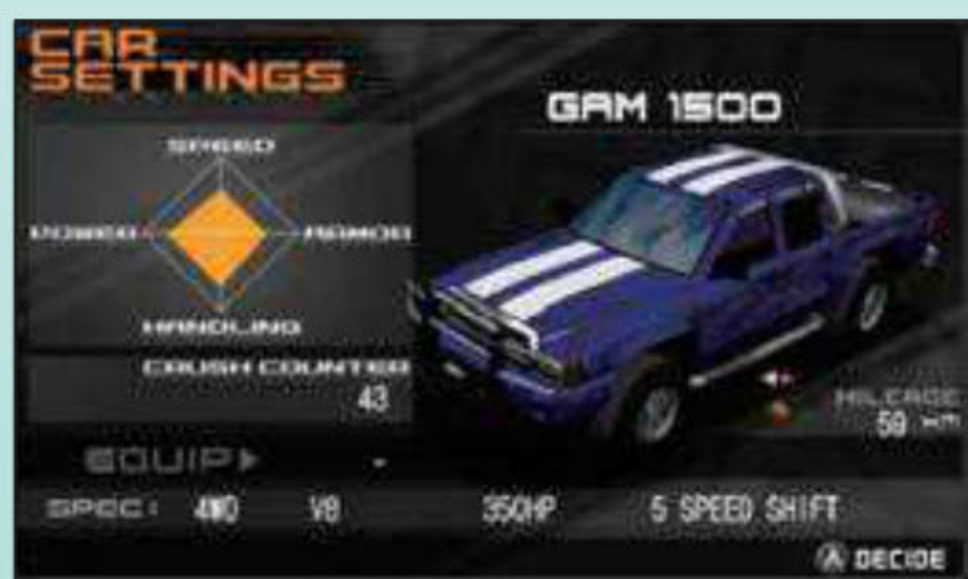 CAR
SETTINGS
GAM 1500
SPEED
POWER
ARMOR
HANDLING
CRUSH COUNTER
43
MILEAGE
59 km
EQUIP
SPEC: 4WD V8 350HP 5 SPEED SHIFT
A DECIDE